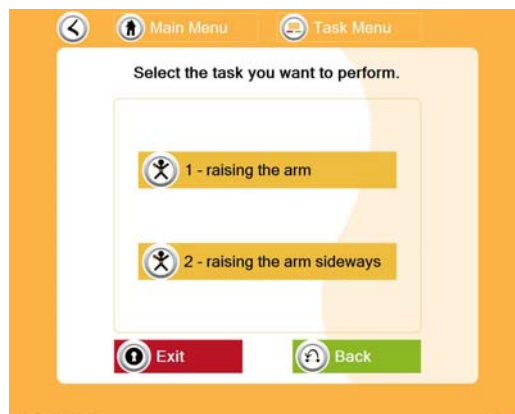 Main Menu Task Menu
Select the task you want to perform.
1 - raising the arm
2 - raising the arm sideways
Exit Back